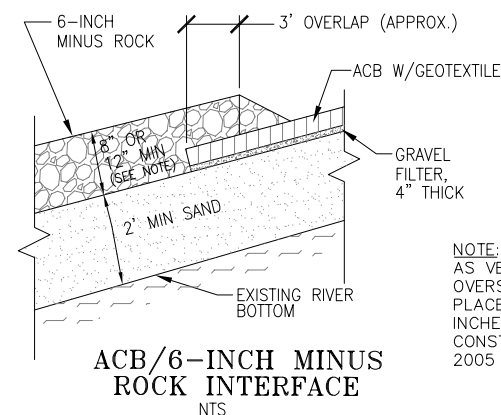 6-INCH
MINUS ROCK
3' OVERLAP (APPROX.)
ACB W/GEOTEXTILE
8" OR
12" MIN
(SEE NOTE)
GRAVEL
FILTER,
4" THICK
2' MIN SAND
EXISTING RIVER
BOTTOM
NOTE:
AS VE
OVERS
PLACE
INCHE
CONST
2005
ACB/6-INCH MINUS
ROCK INTERFACE
NTS